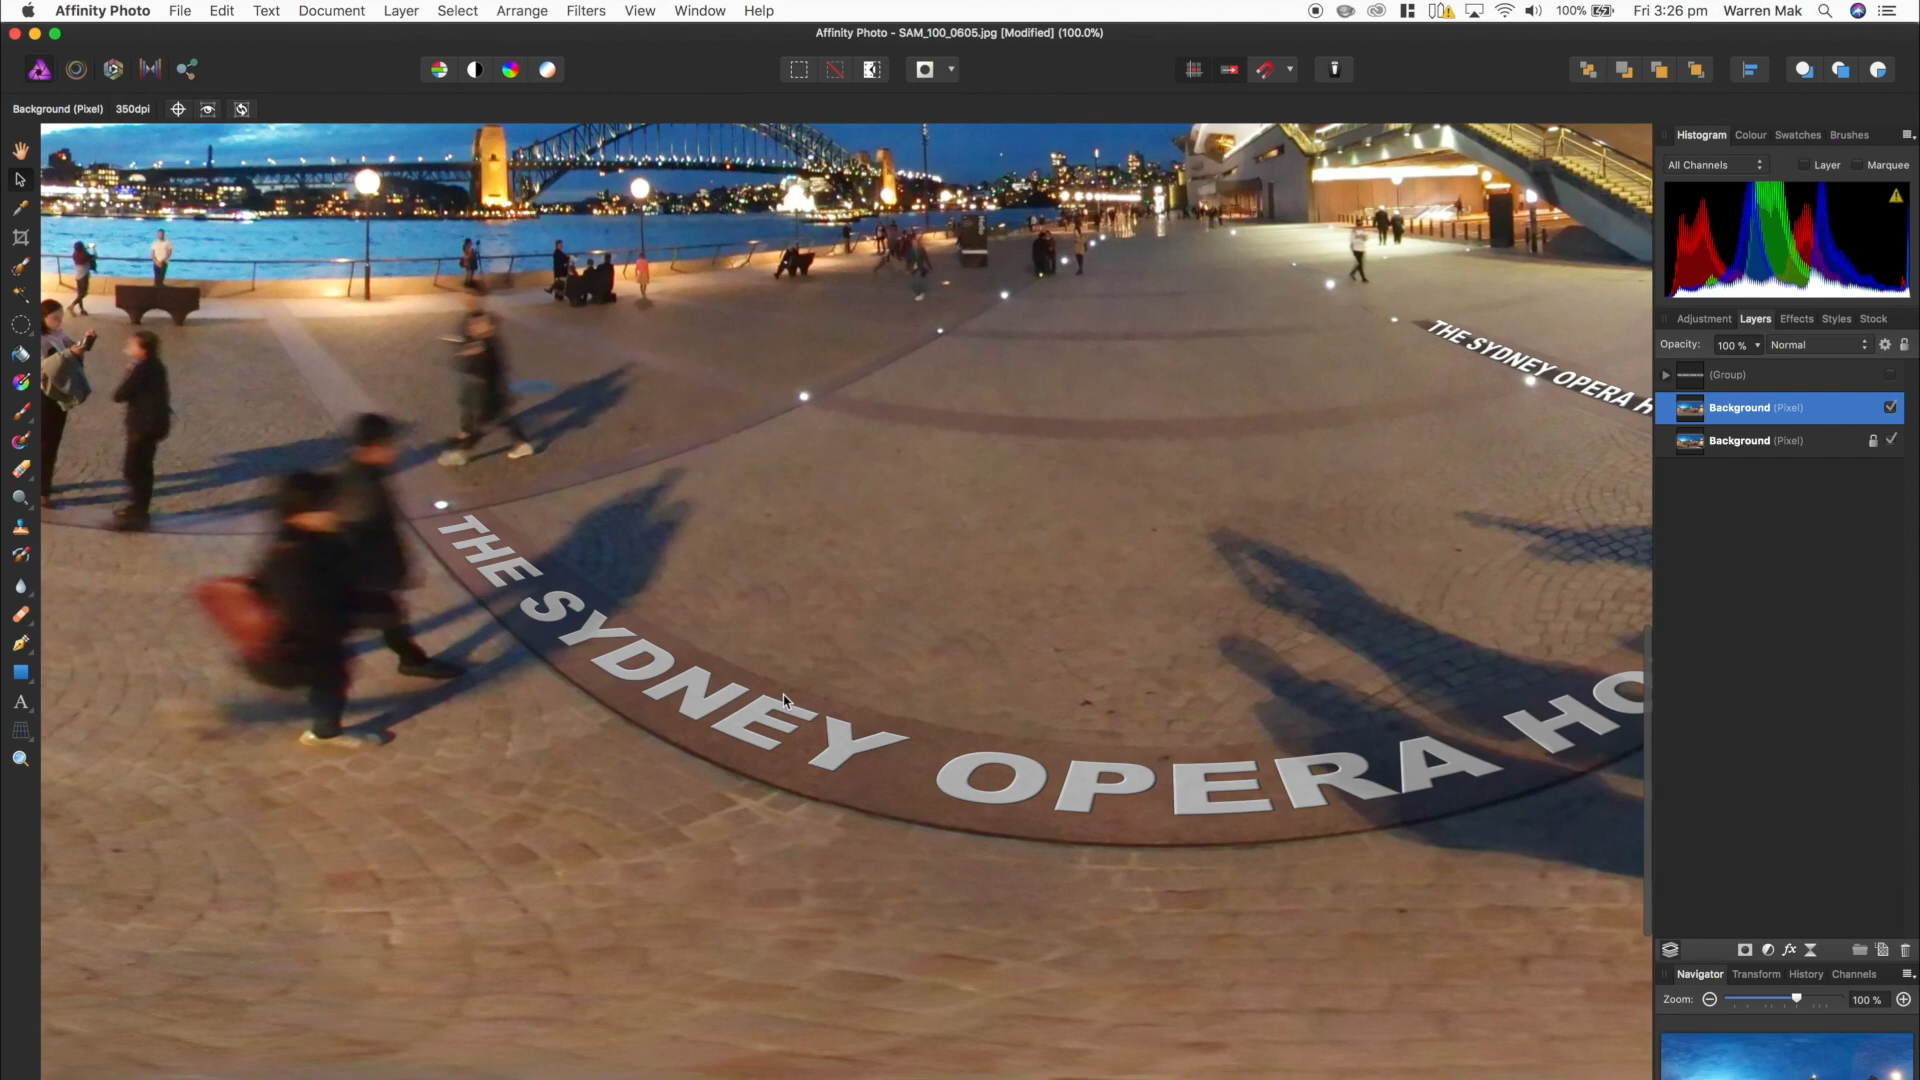 Affinity Photo File Edit Text Document Layer Select Arrange Filters View Window Help 100% Fri 3:26 pm Warren Mak
Affinity Photo - SAM_100_0605.jpg [Modified] (100.0%)
Background (Pixel) 350dpi
Histogram Colour Swatches Brushes
All Channels Layer Marquee
Adjustment Layers Effects Styles Stock
Opacity: 100 % Normal
(Group)
Background (Pixel)
Background (Pixel)
THE SYDNEY OPERA H
THE SYDNEY OPERA HO
Navigator Transform History Channels
Zoom: 100 %